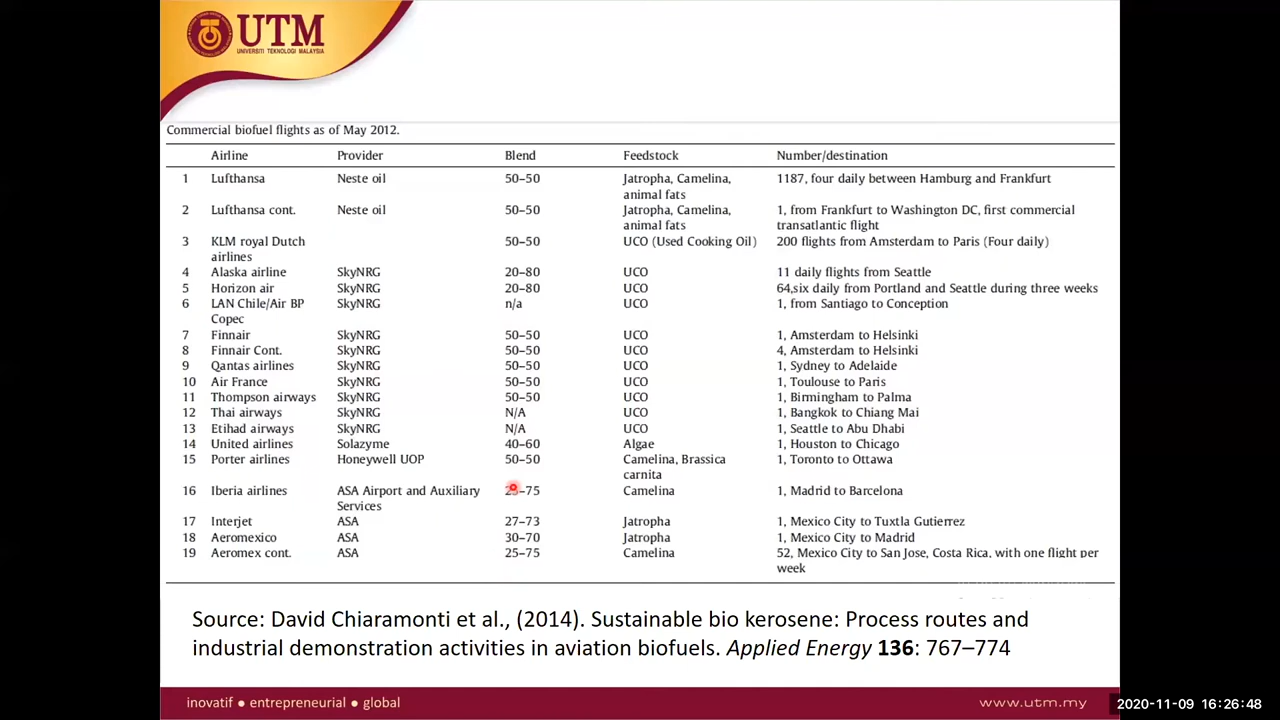 UTM
UNIVERSITI TEKNOLOGI MALAYSIA
Commercial biofuel flights as of May 2012.
Airline Provider Blend Feedstock Number/destination
1 Lufthansa Neste oil 50–50 Jatropha, Camelina, 1187, four daily between Hamburg and Frankfurt
animal fats
2 Lufthansa cont. Neste oil 50–50 Jatropha, Camelina, 1, from Frankfurt to Washington DC, first commercial
animal fats transatlantic flight
3 KLM royal Dutch 50–50 UCO (Used Cooking Oil) 200 flights from Amsterdam to Paris (Four daily)
airlines
4 Alaska airline SkyNRG 20–80 UCO 11 daily flights from Seattle
5 Horizon air SkyNRG 20–80 UCO 64,six daily from Portland and Seattle during three weeks
6 LAN Chile/Air BP SkyNRG n/a UCO 1, from Santiago to Conception
Copec
7 Finnair SkyNRG 50–50 UCO 1, Amsterdam to Helsinki
8 Finnair Cont. SkyNRG 50–50 UCO 4, Amsterdam to Helsinki
9 Qantas airlines SkyNRG 50–50 UCO 1, Sydney to Adelaide
10 Air France SkyNRG 50–50 UCO 1, Toulouse to Paris
11 Thompson airways SkyNRG 50–50 UCO 1, Birmingham to Palma
12 Thai airways SkyNRG N/A UCO 1, Bangkok to Chiang Mai
13 Etihad airways SkyNRG N/A UCO 1, Seattle to Abu Dhabi
14 United airlines Solazyme 40–60 Algae 1, Houston to Chicago
15 Porter airlines Honeywell UOP 50–50 Camelina, Brassica 1, Toronto to Ottawa
carnita
16 Iberia airlines ASA Airport and Auxiliary 25–75 Camelina 1, Madrid to Barcelona
Services
17 Interjet ASA 27–73 Jatropha 1, Mexico City to Tuxtla Gutierrez
18 Aeromexico ASA 30–70 Jatropha 1, Mexico City to Madrid
19 Aeromex cont. ASA 25–75 Camelina 52, Mexico City to San Jose, Costa Rica, with one flight per
week
Source: David Chiaramonti et al., (2014). Sustainable bio kerosene: Process routes and
industrial demonstration activities in aviation biofuels. Applied Energy 136: 767–774
inovatif ● entrepreneurial ● global
www.utm.my
2020-11-09 16:26:48